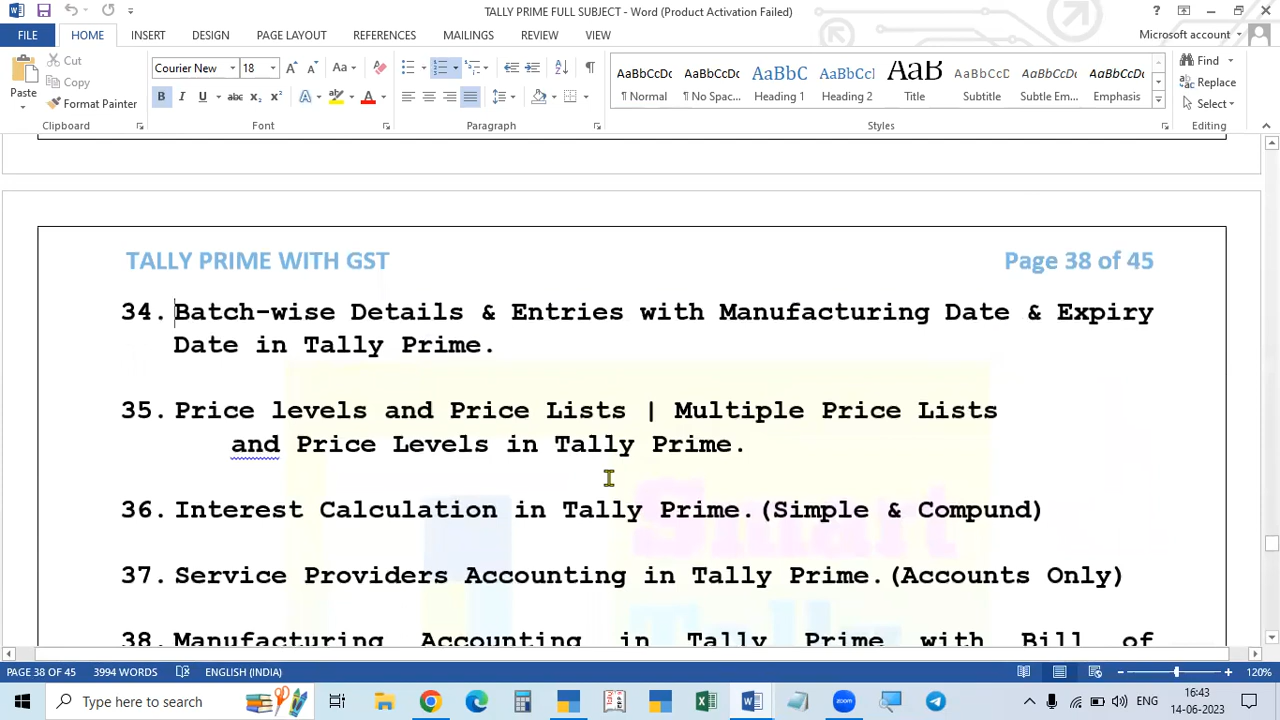 TALLY PRIME FULL SUBJECT - Word (Product Activation Failed)
FILE HOME INSERT DESIGN PAGE LAYOUT REFERENCES MAILINGS REVIEW VIEW Microsoft account
Paste
Cut
Copy
Format Painter
Clipboard
Courier New 18
Font
Paragraph
AaBbCcDc AaBbCcDc AaBbC AaBbCcI AaB AaBbCcD AaBbCcDc AaBbCcDc
¶ Normal ¶ No Spac... Heading 1 Heading 2 Title Subtitle Subtle Em... Emphasis
Styles
Find
Replace
Select
Editing
TALLY PRIME WITH GST Page 38 of 45
34. Batch-wise Details & Entries with Manufacturing Date & Expiry
Date in Tally Prime.
35. Price levels and Price Lists | Multiple Price Lists
and Price Levels in Tally Prime.
36. Interest Calculation in Tally Prime.(Simple & Compund)
37. Service Providers Accounting in Tally Prime.(Accounts Only)
38. Manufacturing Accounting in Tally Prime with Bill of
Smart
Tally
PAGE 38 OF 45 3994 WORDS ENGLISH (INDIA) 120%
Type here to search
ENG
16:43
14-06-2023